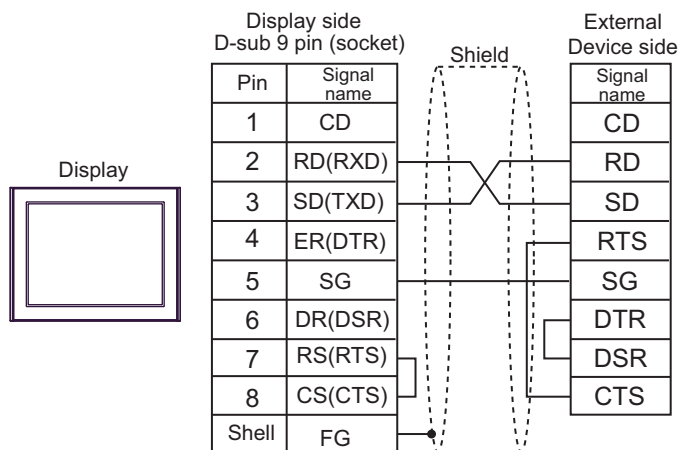 Display side
D-sub 9 pin (socket)
External
Device side
Shield
Display
Pin Signal name
1 CD
2 RD(RXD)
3 SD(TXD)
4 ER(DTR)
5 SG
6 DR(DSR)
7 RS(RTS)
8 CS(CTS)
Shell FG
Signal
name
CD
RD
SD
RTS
SG
DTR
DSR
CTS